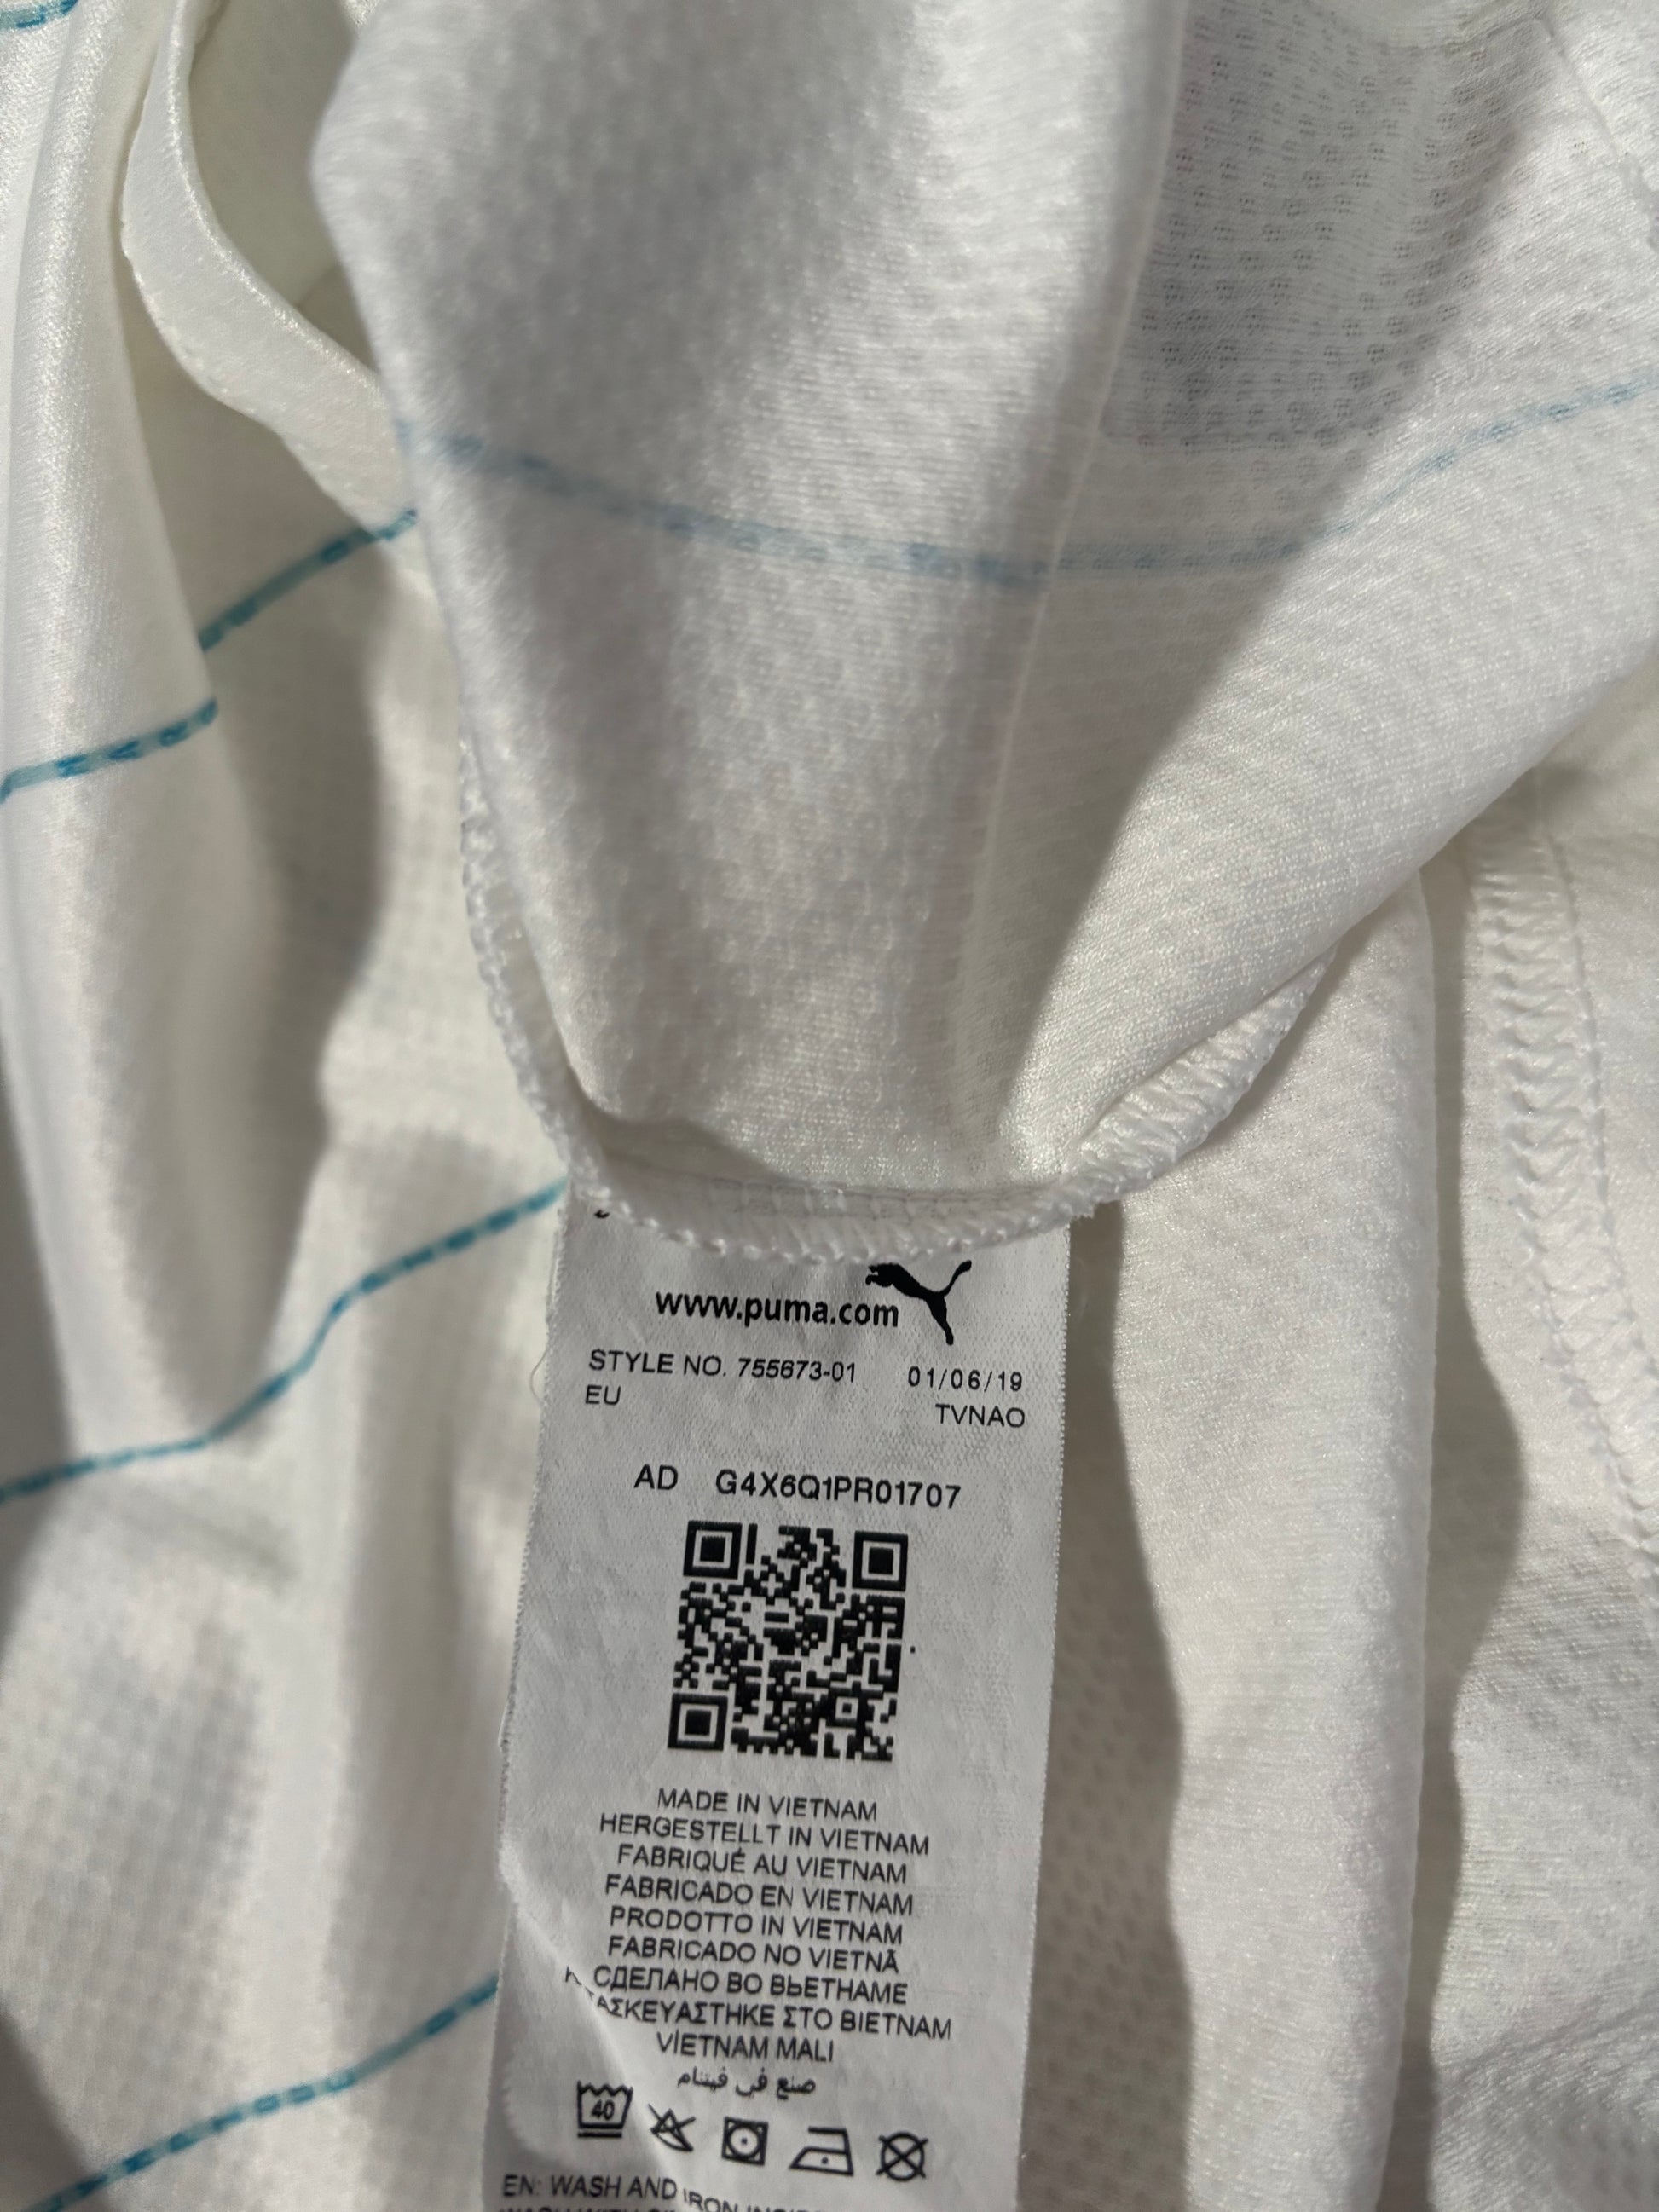 www.puma.com
STYLE NO. 755673-01 01/06/19
EU TVNAO
AD G4X6Q1PR01707
MADE IN VIETNAM
HERGESTELLT IN VIETNAM
FABRIQUÉ AU VIETNAM
FABRICADO EN VIETNAM
PRODOTTO IN VIETNAM
FABRICADO NO VIETNÃ
СДЕЛАНО ВО ВЬЕТНАМЕ
ΚΑΤΑΣΚΕΥΑΣΤΗΚΕ ΣΤΟ ΒΙΕΤΝΑΜ
VİETNAM MALI
صنع في فيتنام
40
EN: WASH AND IRON